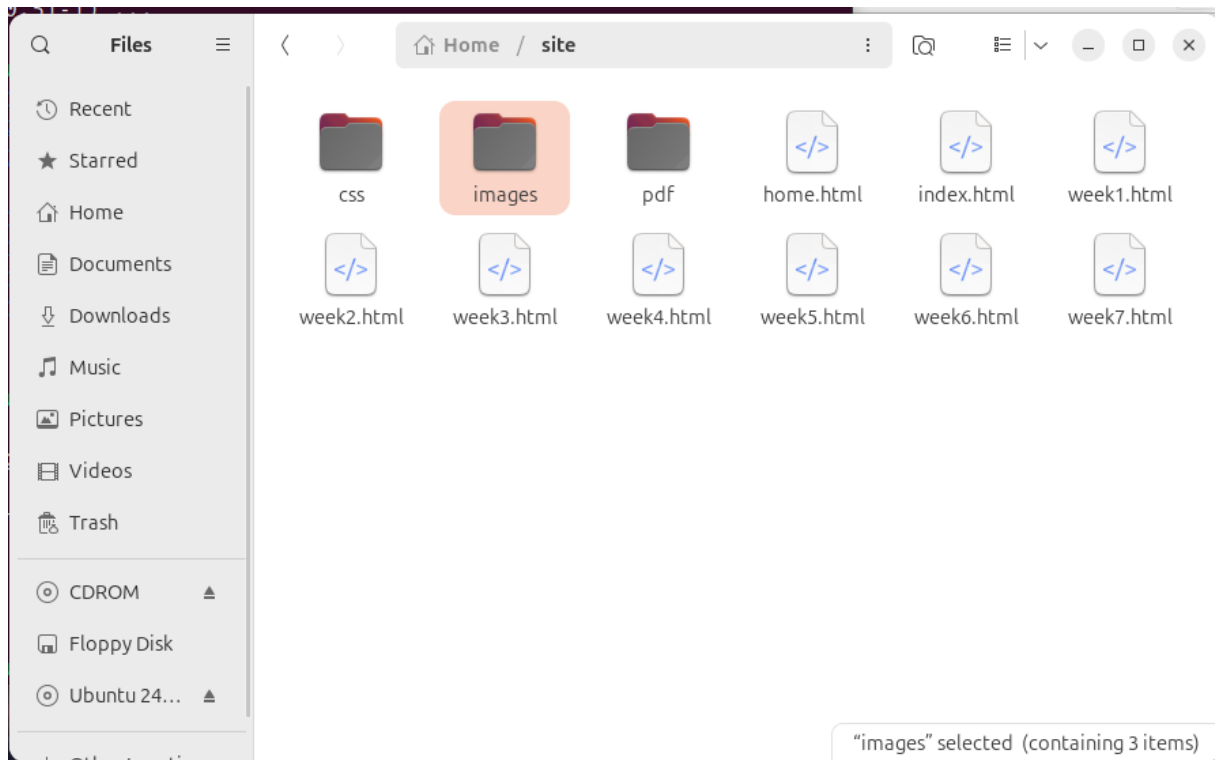 Files
Home / site
Recent
Starred
Home
Documents
Downloads
Music
Pictures
Videos
Trash
CDROM
Floppy Disk
Ubuntu 24...
css
images
pdf
home.html
index.html
week1.html
week2.html
week3.html
week4.html
week5.html
week6.html
week7.html
“images” selected (containing 3 items)